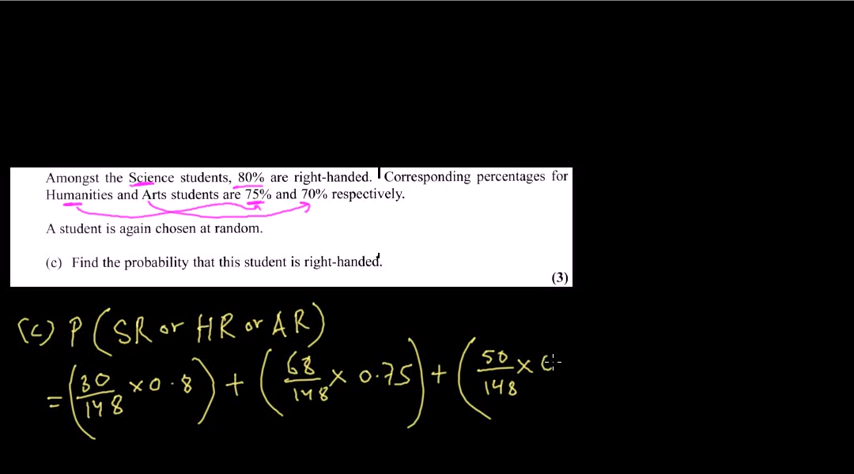 Amongst the Science students, 80% are right-handed. Corresponding percentages for
Humanities and Arts students are 75% and 70% respectively.
A student is again chosen at random.
(c) Find the probability that this student is right-handed.
(3)
(c) P(SR or HR or AR)
= (30/148 × 0.8) + (68/148 × 0.75) + (50/148 ×